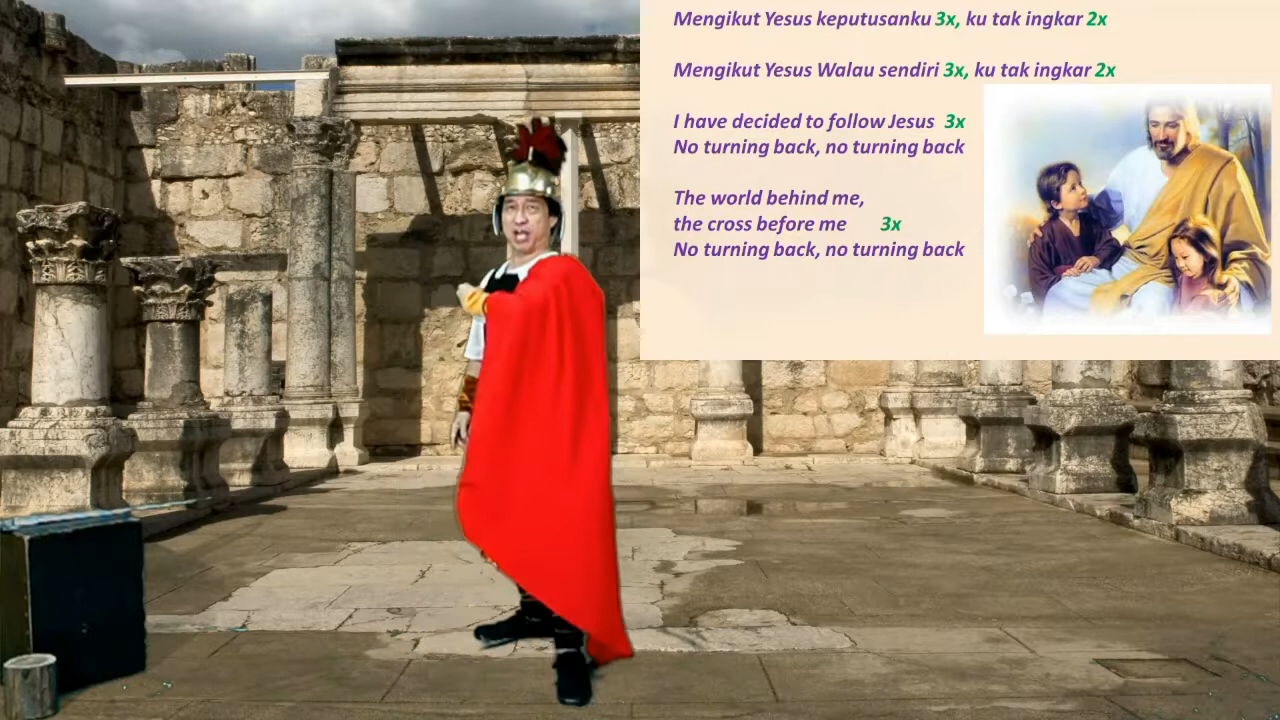 Mengikut Yesus keputusanku 3x, ku tak ingkar 2x
Mengikut Yesus Walau sendiri 3x, ku tak ingkar 2x
I have decided to follow Jesus 3x
No turning back, no turning back
The world behind me,
the cross before me 3x
No turning back, no turning back